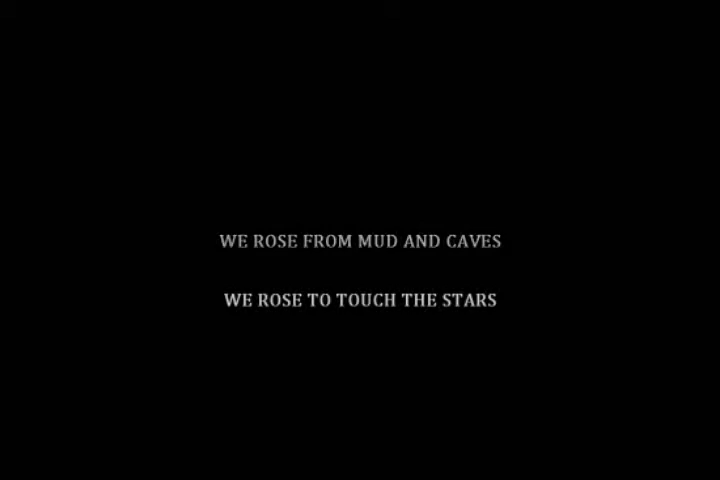 WE ROSE FROM MUD AND CAVES
WE ROSE TO TOUCH THE STARS